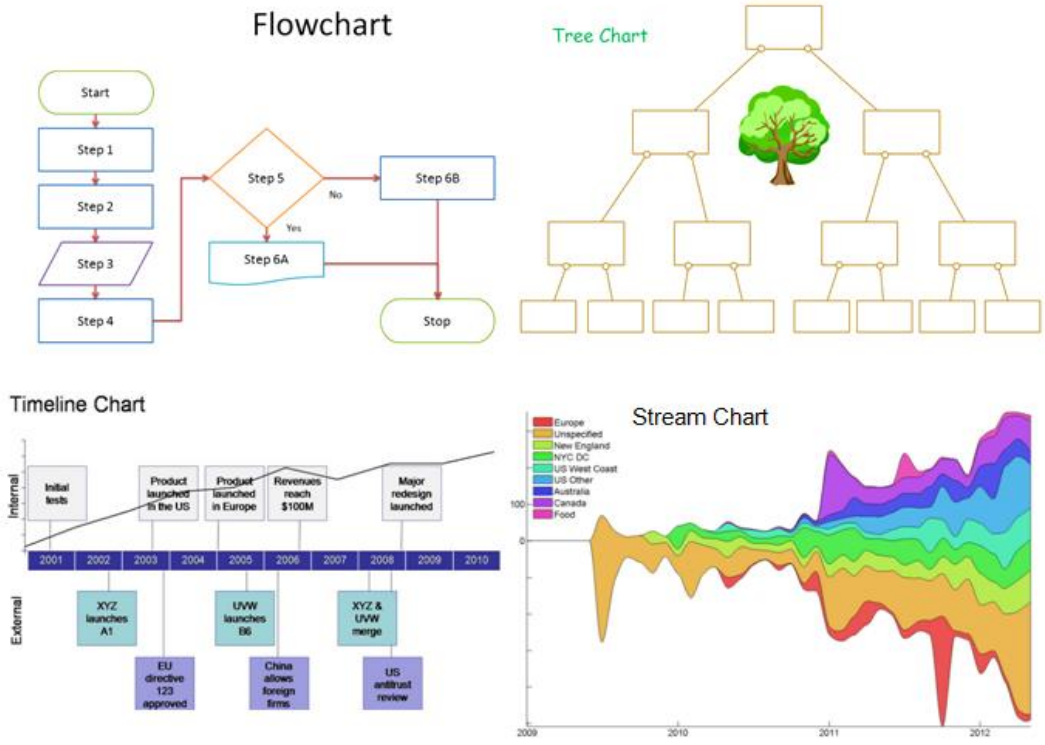 Flowchart
Start
Step 1
Step 2
Step 3
Step 4
Step 5
No
Yes
Step 6A
Step 6B
Stop
Tree Chart
Timeline Chart
Internal
Initial
tests
Product
launched
in the US
Product
launched
in Europe
Revenues
reach
$100M
Major
redesign
launched
2001 2002 2003 2004 2005 2006 2007 2008 2009 2010
External
XYZ
launches
A1
UVW
launches
B6
XYZ &
UVW
merge
EU
directive
123
approved
China
allows
foreign
firms
US
antitrust
review
Stream Chart
Europe
Unspecified
New England
NYC DC
US West Coast
US Other
Australia
Canada
Food
100
0
2009 2010 2011 2012